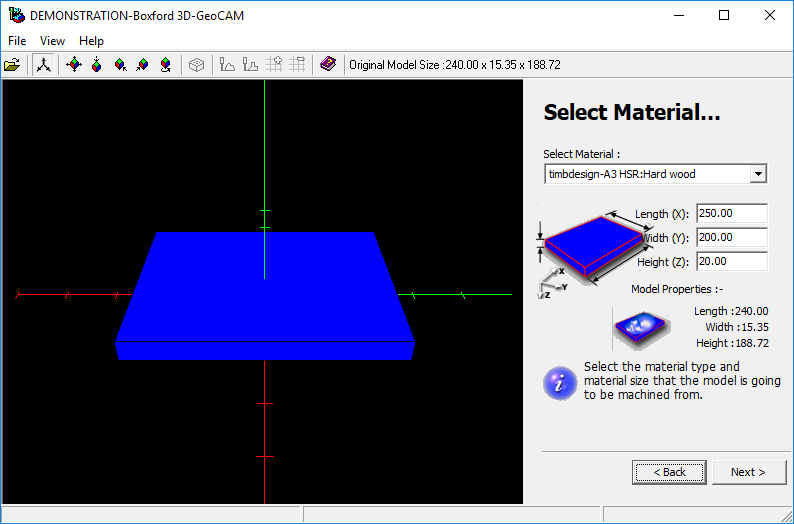 DEMONSTRATION-Boxford 3D-GeoCAM
File View Help
Original Model Size :240.00 x 15.35 x 188.72
Select Material...
Select Material :
timbdesign-A3 HSR:Hard wood
Length (X): 250.00
Width (Y): 200.00
Height (Z): 20.00
X
Y
Z
Model Properties :-
Length :240.00
Width :15.35
Height :188.72
i
Select the material type and
material size that the model is going
to be machined from.
< Back
Next >